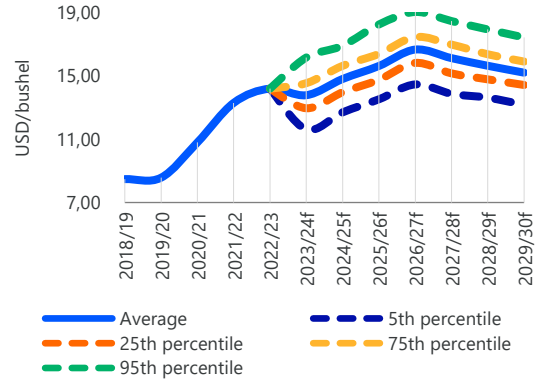 19,00
15,00
11,00
7,00
USD/bushel
2018/19
2019/20
2020/21
2021/22
2022/23
2023/24f
2024/25f
2025/26f
2026/27f
2027/28f
2028/29f
2029/30f
Average
5th percentile
25th percentile
75th percentile
95th percentile